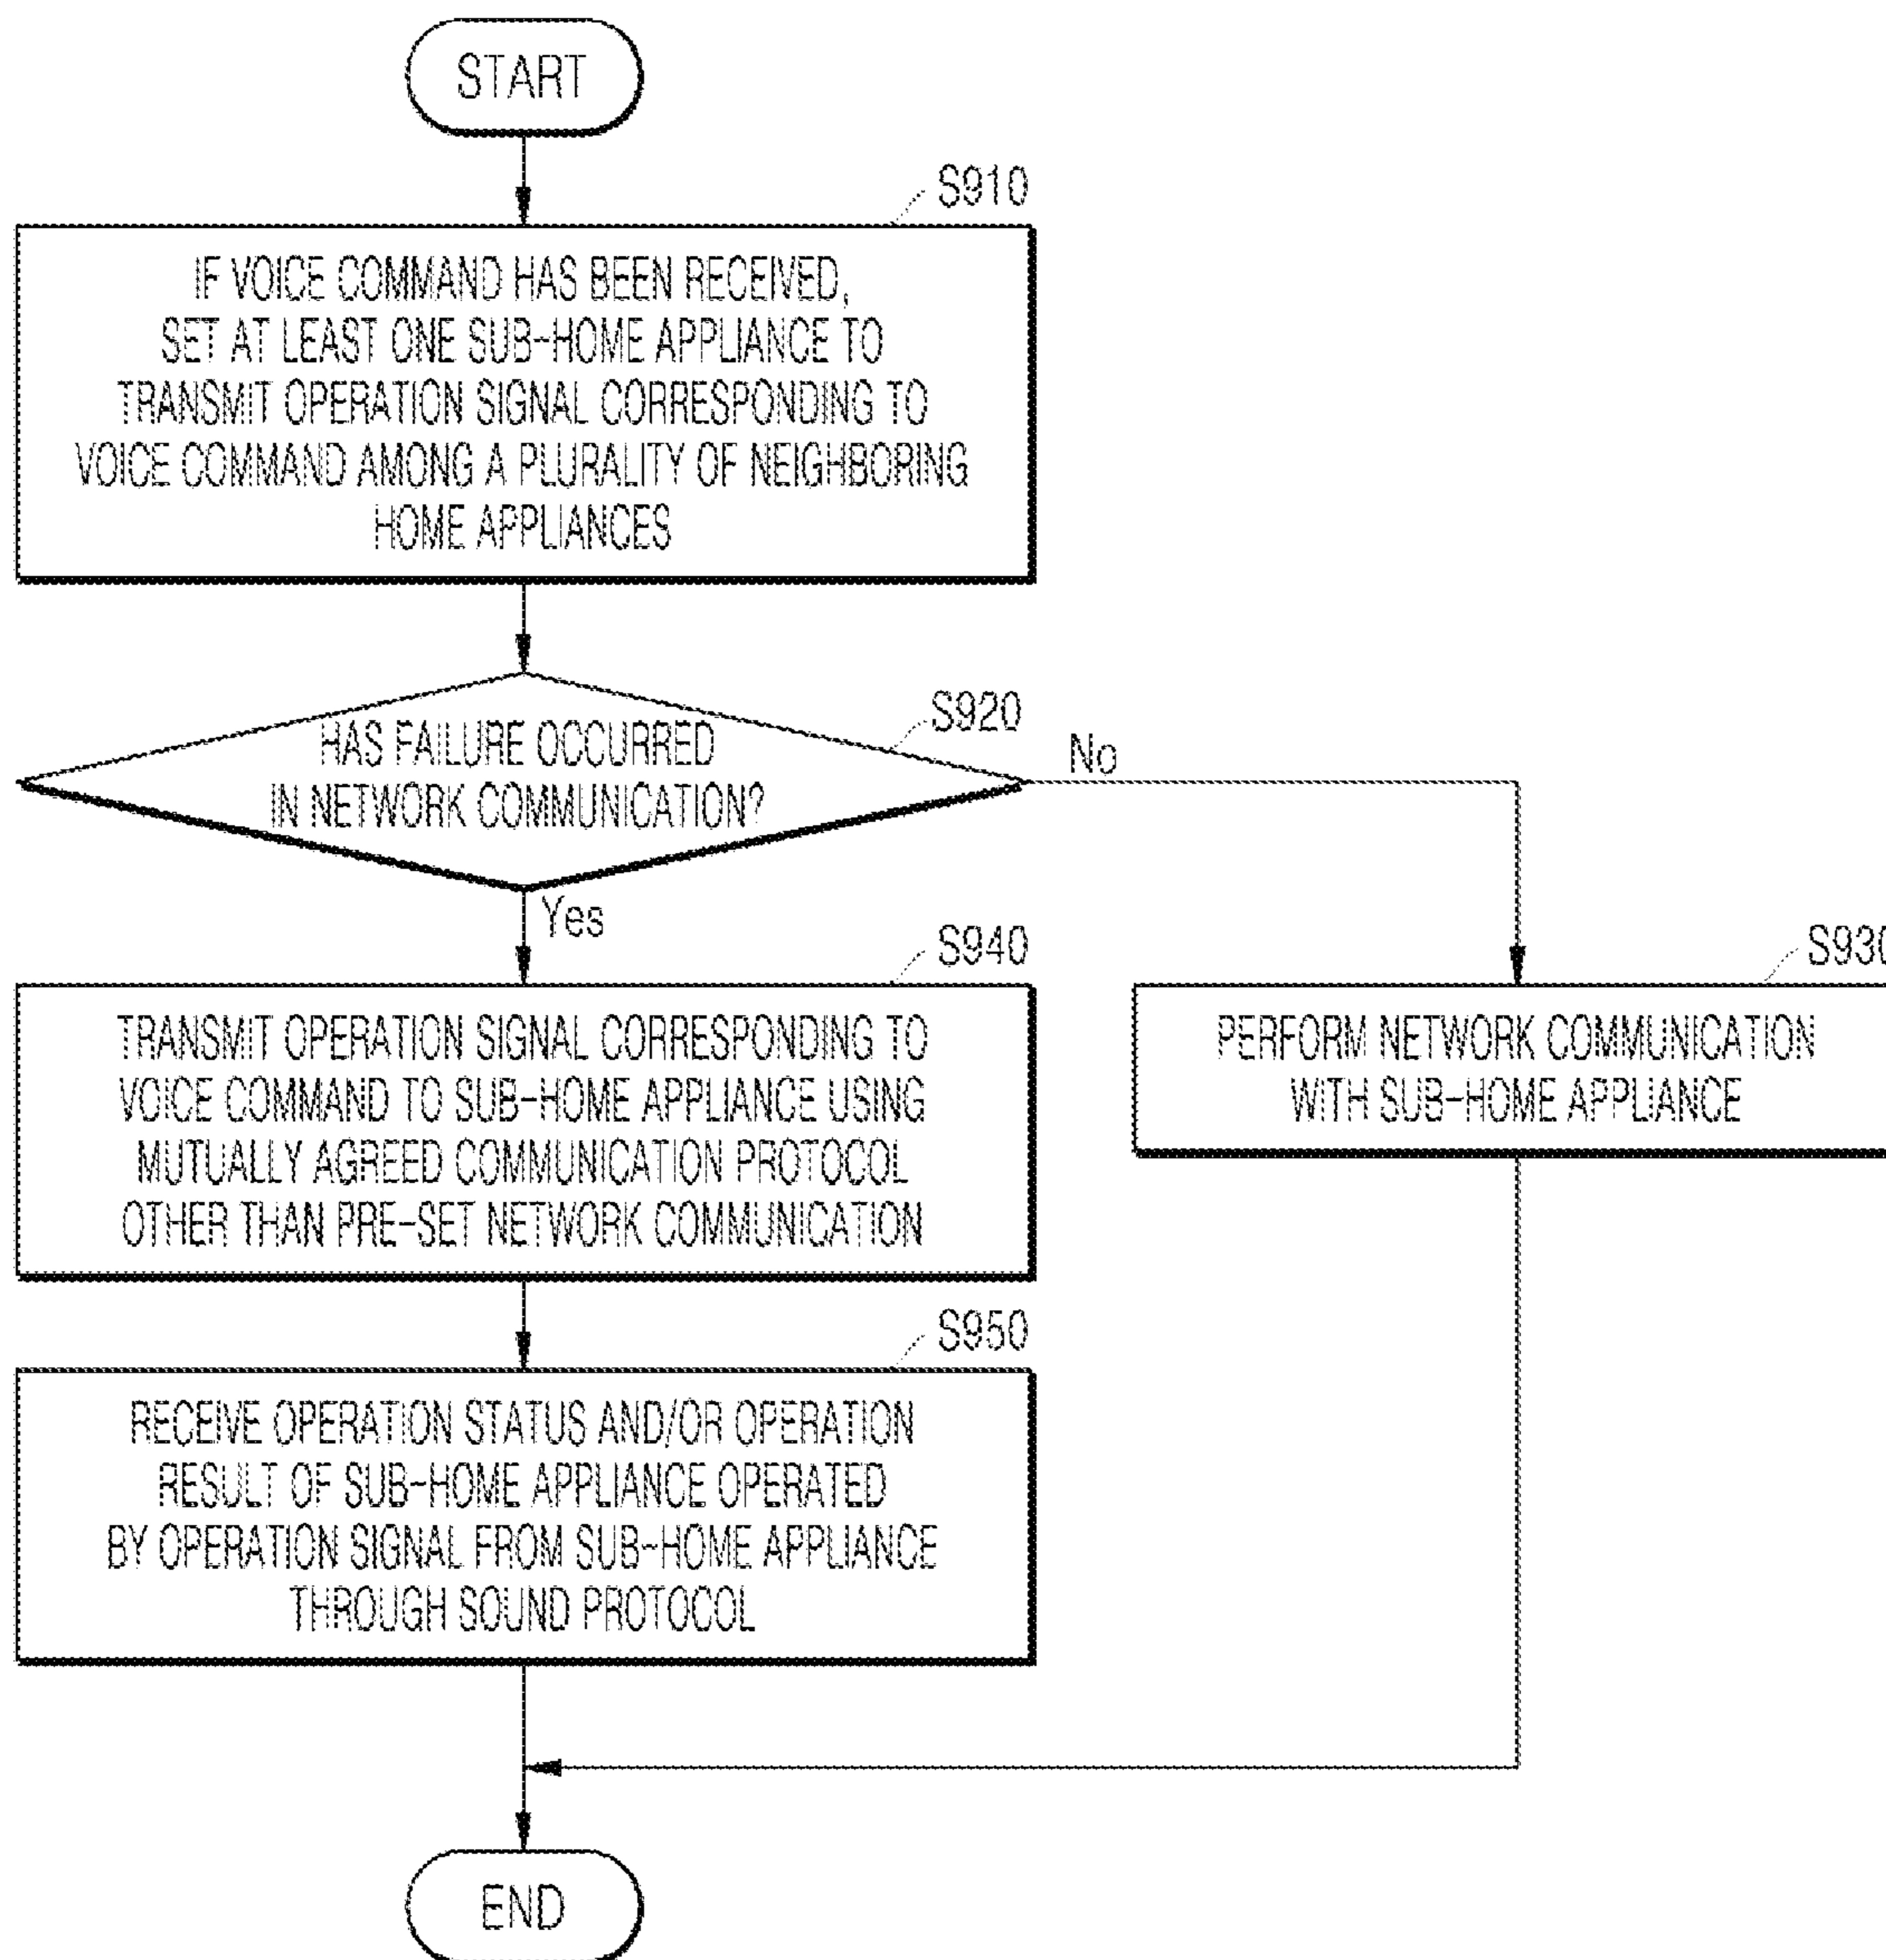 START
S910
IF VOICE COMMAND HAS BEEN RECEIVED,
SET AT LEAST ONE SUB-HOME APPLIANCE TO
TRANSMIT OPERATION SIGNAL CORRESPONDING TO
VOICE COMMAND AMONG A PLURALITY OF NEIGHBORING
HOME APPLIANCES
S920
HAS FAILURE OCCURRED
IN NETWORK COMMUNICATION?
No
Yes
S940
TRANSMIT OPERATION SIGNAL CORRESPONDING TO
VOICE COMMAND TO SUB-HOME APPLIANCE USING
MUTUALLY AGREED COMMUNICATION PROTOCOL
OTHER THAN PRE-SET NETWORK COMMUNICATION
S930
PERFORM NETWORK COMMUNICATION
WITH SUB-HOME APPLIANCE
S950
RECEIVE OPERATION STATUS AND/OR OPERATION
RESULT OF SUB-HOME APPLIANCE OPERATED
BY OPERATION SIGNAL FROM SUB-HOME APPLIANCE
THROUGH SOUND PROTOCOL
END